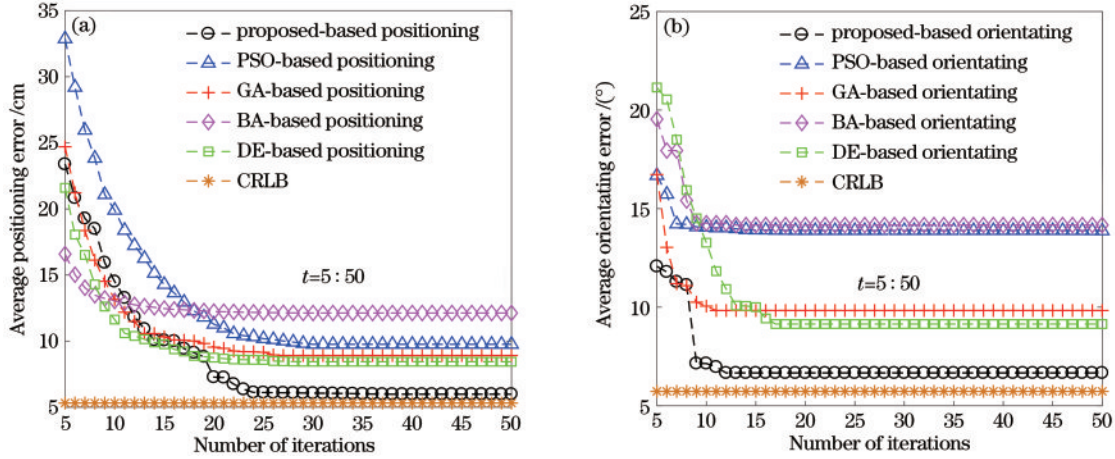 (a)
proposed-based positioning
PSO-based positioning
GA-based positioning
BA-based positioning
DE-based positioning
CRLB
t=5:50
Average positioning error /cm
35
30
25
20
15
10
5
5 10 15 20 25 30 35 40 45 50
Number of iterations
(b)
proposed-based orientating
PSO-based orientating
GA-based orientating
BA-based orientating
DE-based orientating
CRLB
t=5:50
Average orientating error /(°)
25
20
15
10
5
5 10 15 20 25 30 35 40 45 50
Number of iterations